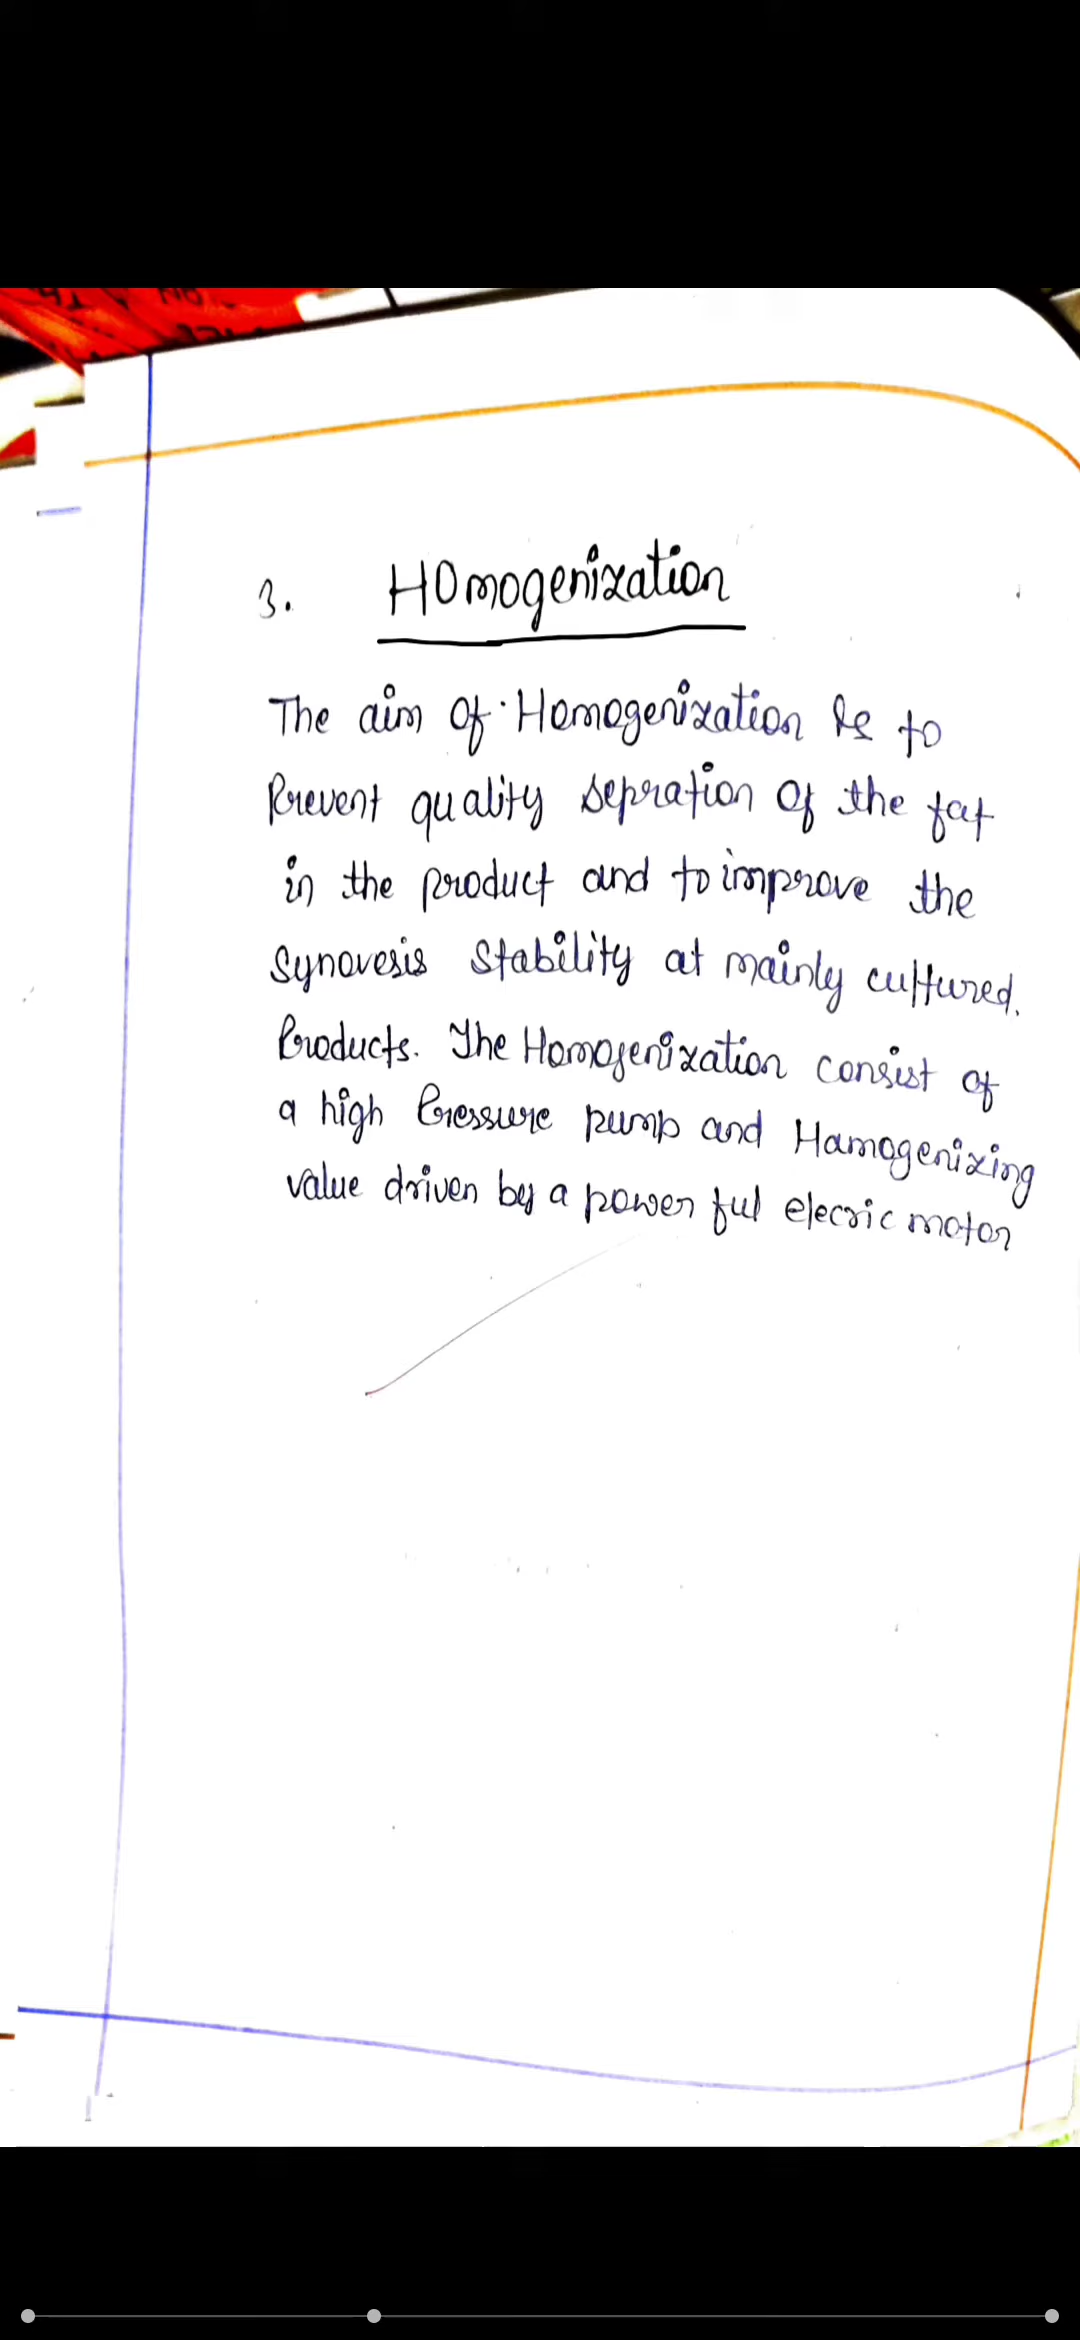 3. Homogenization
The aim of Homogenization is to
Prevent quality sepration of the fat
in the product and to improve the
Synovesis stability at mainly cultured.
Products. The Homogenization consist of
a high Pressure pump and Hamogenizing
value driven by a power ful elecric motor